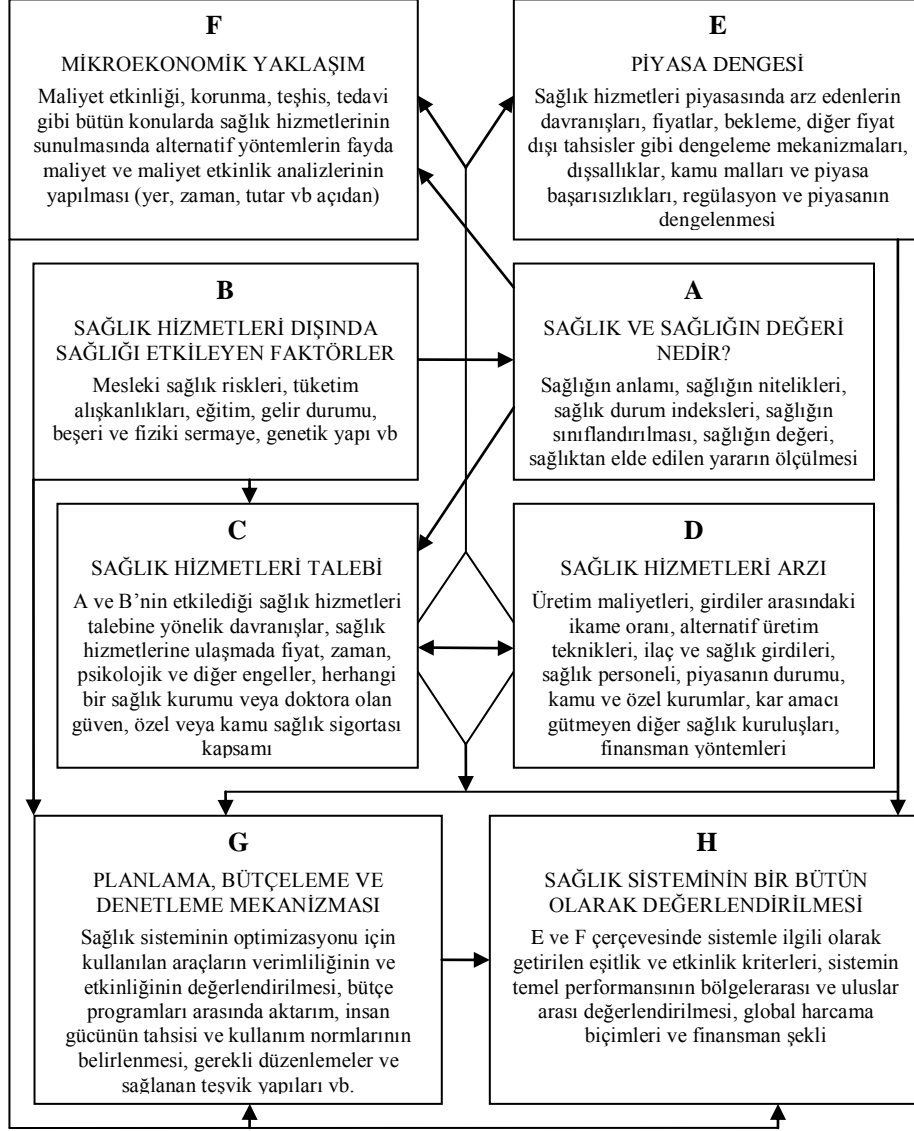 F
MİKROEKONOMİK YAKLAŞIM
Maliyet etkinliği, korunma, teşhis, tedavi
gibi bütün konularda sağlık hizmetlerinin
sunulmasında alternatif yöntemlerin fayda
maliyet ve maliyet etkinlik analizlerinin
yapılması (yer, zaman, tutar vb açıdan)
E
PİYASA DENGESİ
Sağlık hizmetleri piyasasında arz edenlerin
davranışları, fiyatlar, bekleme, diğer fiyat
dışı tahsisler gibi dengeleme mekanizmaları,
dışsallıklar, kamu malları ve piyasa
başarısızlıkları, regülasyon ve piyasanın
dengelenmesi
B
SAĞLIK HİZMETLERİ DIŞINDA
SAĞLIĞI ETKİLEYEN FAKTÖRLER
Mesleki sağlık riskleri, tüketim
alışkanlıkları, eğitim, gelir durumu,
beşeri ve fiziki sermaye, genetik yapı vb
A
SAĞLIK VE SAĞLIĞIN DEĞERİ
NEDİR?
Sağlığın anlamı, sağlığın nitelikleri,
sağlık durum indeksleri, sağlığın
sınıflandırılması, sağlığın değeri,
sağlıktan elde edilen yararın ölçülmesi
C
SAĞLIK HİZMETLERİ TALEBİ
A ve B’nin etkilediği sağlık hizmetleri
talebine yönelik davranışlar, sağlık
hizmetlerine ulaşmada fiyat, zaman,
psikolojik ve diğer engeller, herhangi
bir sağlık kurumu veya doktora olan
güven, özel veya kamu sağlık sigortası
kapsamı
D
SAĞLIK HİZMETLERİ ARZI
Üretim maliyetleri, girdiler arasındaki
ikame oranı, alternatif üretim
teknikleri, ilaç ve sağlık girdileri,
sağlık personeli, piyasanın durumu,
kamu ve özel kurumlar, kar amacı
gütmeyen diğer sağlık kuruluşları,
finansman yöntemleri
G
PLANLAMA, BÜTÇELEME VE
DENETLEME MEKANİZMASI
Sağlık sisteminin optimizasyonu için
kullanılan araçların verimliliğinin ve
etkinliğinin değerlendirilmesi, bütçe
programları arasında aktarım, insan
gücünün tahsisi ve kullanım normlarının
belirlenmesi, gerekli düzenlemeler ve
sağlanan teşvik yapıları vb.
H
SAĞLIK SİSTEMİNİN BİR BÜTÜN
OLARAK DEĞERLENDİRİLMESİ
E ve F çerçevesinde sistemle ilgili olarak
getirilen eşitlik ve etkinlik kriterleri, sistemin
temel performansının bölgelerarası ve uluslar
arası değerlendirilmesi, global harcama
biçimleri ve finansman şekli